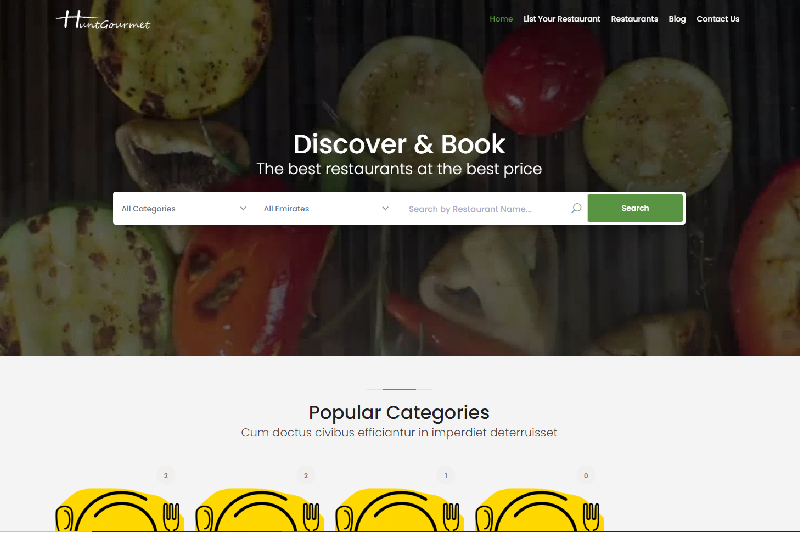 HuntGourmet
Home List Your Restaurant Restaurants Blog Contact Us
Discover & Book
The best restaurants at the best price
All Categories All Emirates Search by Restaurant Name... Search
Popular Categories
Cum doctus civibus efficiantur in imperdiet deterruisset
2 2 1 0